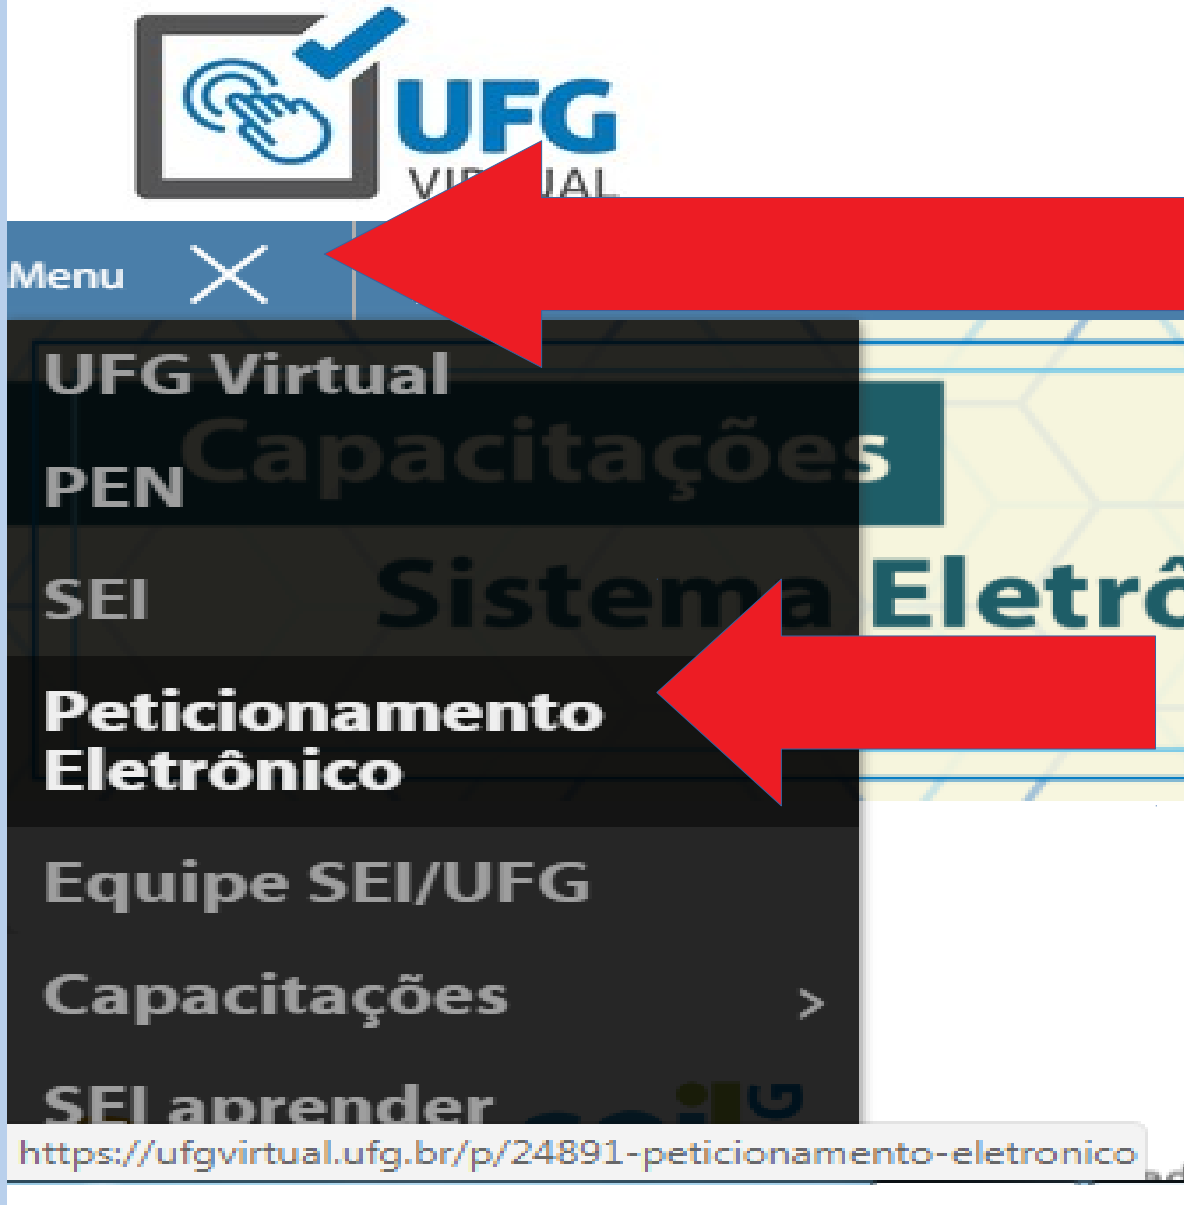 UFG
Menu
UFG Virtual
Capacitações
PEN
SEI
Sistema Eletrô
Peticionamento
Eletrônico
Equipe SEI/UFG
Capacitações >
SEI aprender
https://ufgvirtual.ufg.br/p/24891-peticionamento-eletronico